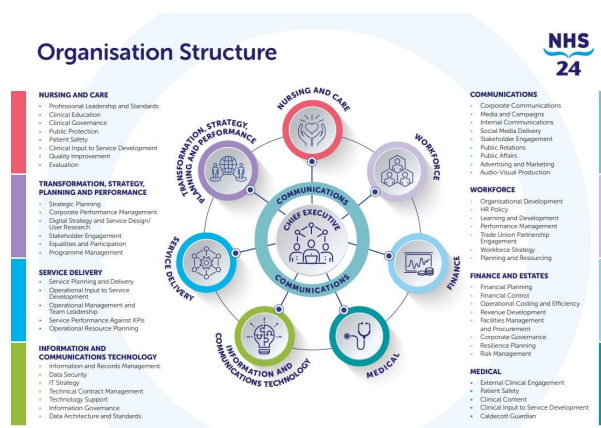 Organisation Structure
NHS
24
NURSING AND CARE
• Professional Leadership and Standards
• Clinical Education
• Clinical Governance
• Public Protection
• Patient Safety
• Clinical Input to Service Development
• Quality Improvement
• Evaluation
TRANSFORMATION, STRATEGY,
PLANNING AND PERFORMANCE
• Strategic Planning
• Corporate Performance Management
• Digital Strategy and Service Design/
User Research
• Stakeholder Engagement
• Equalities and Participation
• Programme Management
SERVICE DELIVERY
• Service Planning and Delivery
• Operational Input to Service
Development
• Operational Management and
Team Leadership
• Service Performance Against KPIs
• Operational Resource Planning
INFORMATION AND
COMMUNICATIONS TECHNOLOGY
• Information and Records Management
• Data Security
• IT Strategy
• Technical Contract Management
• Technology Support
• Information Governance
• Data Architecture and Standards
NURSING AND CARE
WORKFORCE
FINANCE
MEDICAL
INFORMATION AND
COMMUNICATIONS TECHNOLOGY
SERVICE DELIVERY
TRANSFORMATION, STRATEGY,
PLANNING AND PERFORMANCE
COMMUNICATIONS
CHIEF EXECUTIVE
COMMUNICATIONS
COMMUNICATIONS
• Corporate Communications
• Media and Campaigns
• Internal Communications
• Social Media Delivery
• Stakeholder Engagement
• Public Relations
• Public Affairs
• Advertising and Marketing
• Audio-Visual Production
WORKFORCE
• Organisational Development
• HR Policy
• Learning and Development
• Performance Management
• Trade Union Partnership
Engagement
• Workforce Strategy
• Planning and Resourcing
FINANCE AND ESTATES
• Financial Planning
• Financial Control
• Operational Costing and Efficiency
• Revenue Development
• Facilities Management
and Procurement
• Corporate Governance
• Resilience Planning
• Risk Management
MEDICAL
• External Clinical Engagement
• Patient Safety
• Clinical Content
• Clinical Input to Service Development
• Caldecott Guardian